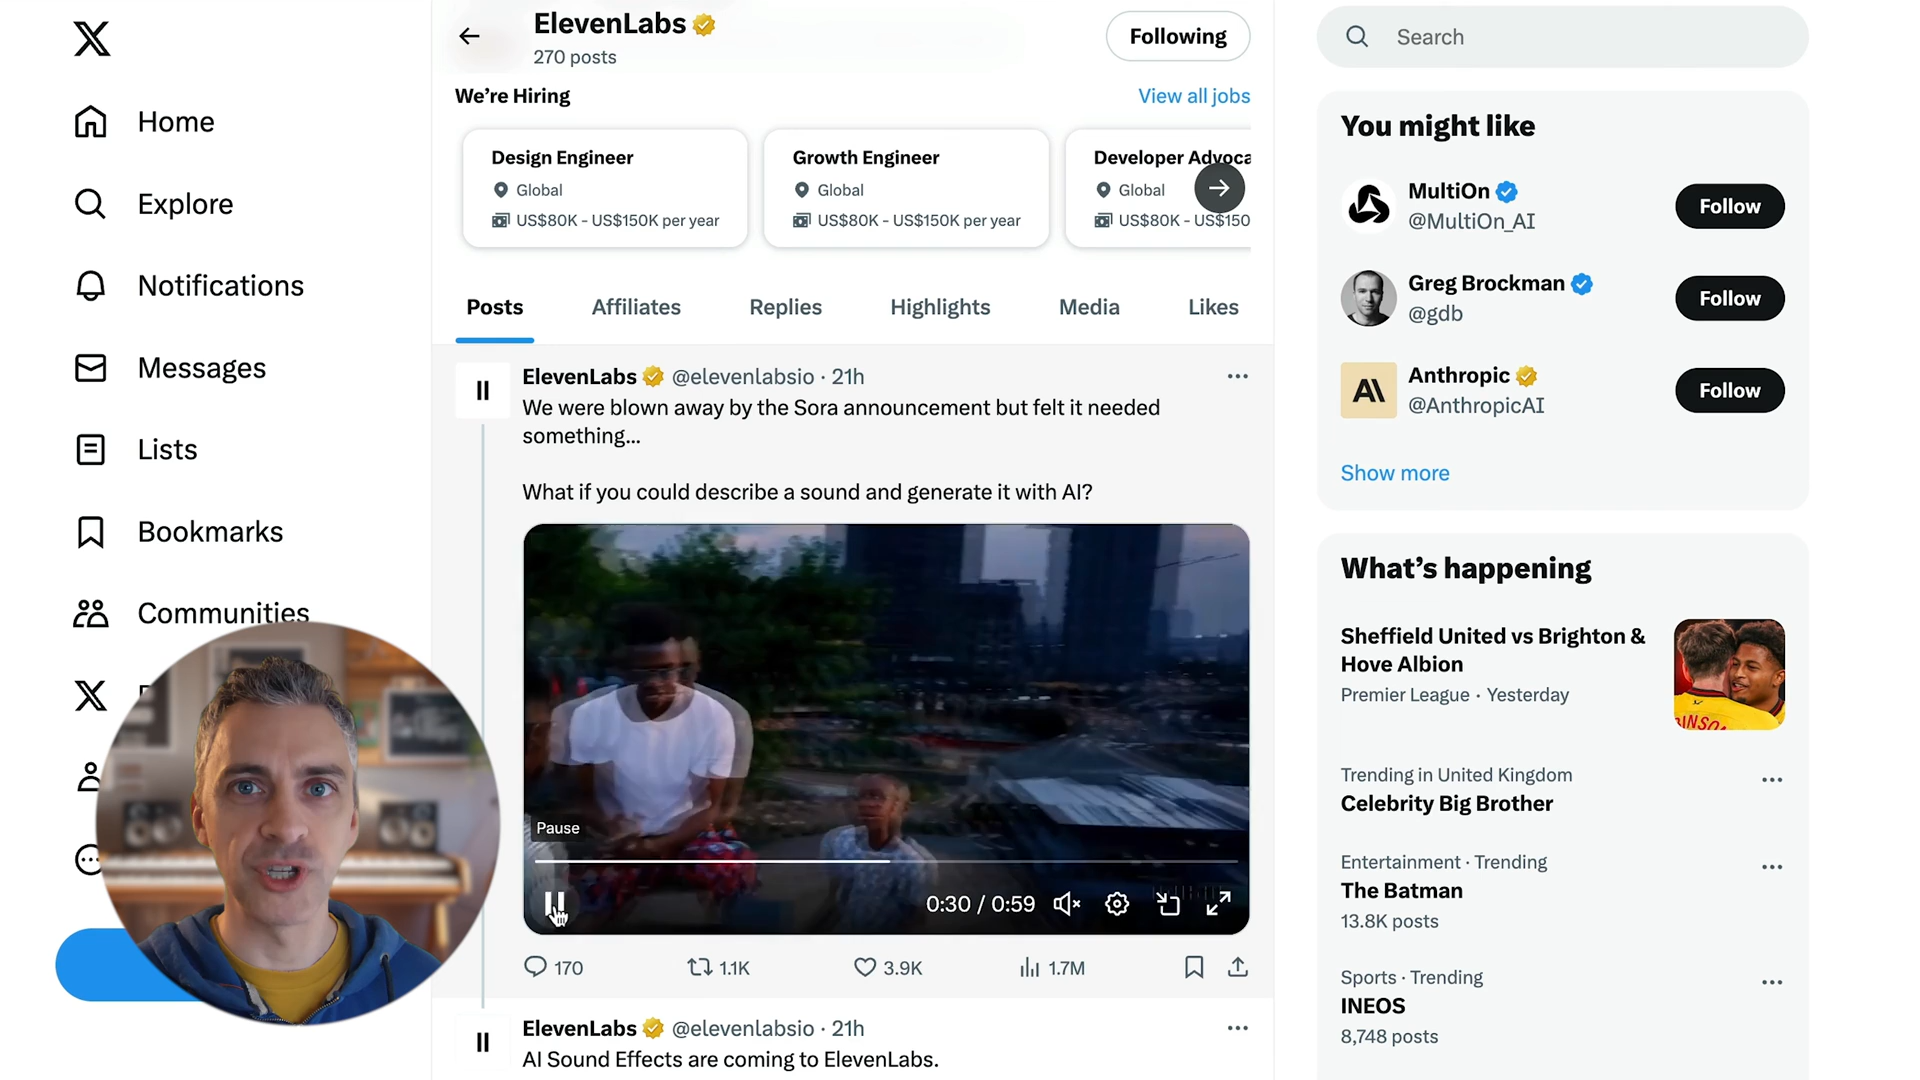 Home
Explore
Notifications
Messages
Lists
Bookmarks
Communities
ElevenLabs
270 posts
Following
We're Hiring
View all jobs
Design Engineer
Global
US$80K - US$150K per year
Growth Engineer
Global
US$80K - US$150K per year
Developer Advoca
Global
US$80K - US$150
Posts
Affiliates
Replies
Highlights
Media
Likes
ElevenLabs @elevenlabsio · 21h
We were blown away by the Sora announcement but felt it needed
something...
What if you could describe a sound and generate it with AI?
Pause
0:30 / 0:59
170
1.1K
3.9K
1.7M
ElevenLabs @elevenlabsio · 21h
AI Sound Effects are coming to ElevenLabs.
Search
You might like
MultiOn
@MultiOn_AI
Follow
Greg Brockman
@gdb
Follow
Anthropic
@AnthropicAI
Follow
Show more
What's happening
Sheffield United vs Brighton &
Hove Albion
Premier League · Yesterday
Trending in United Kingdom
Celebrity Big Brother
Entertainment · Trending
The Batman
13.8K posts
Sports · Trending
INEOS
8,748 posts